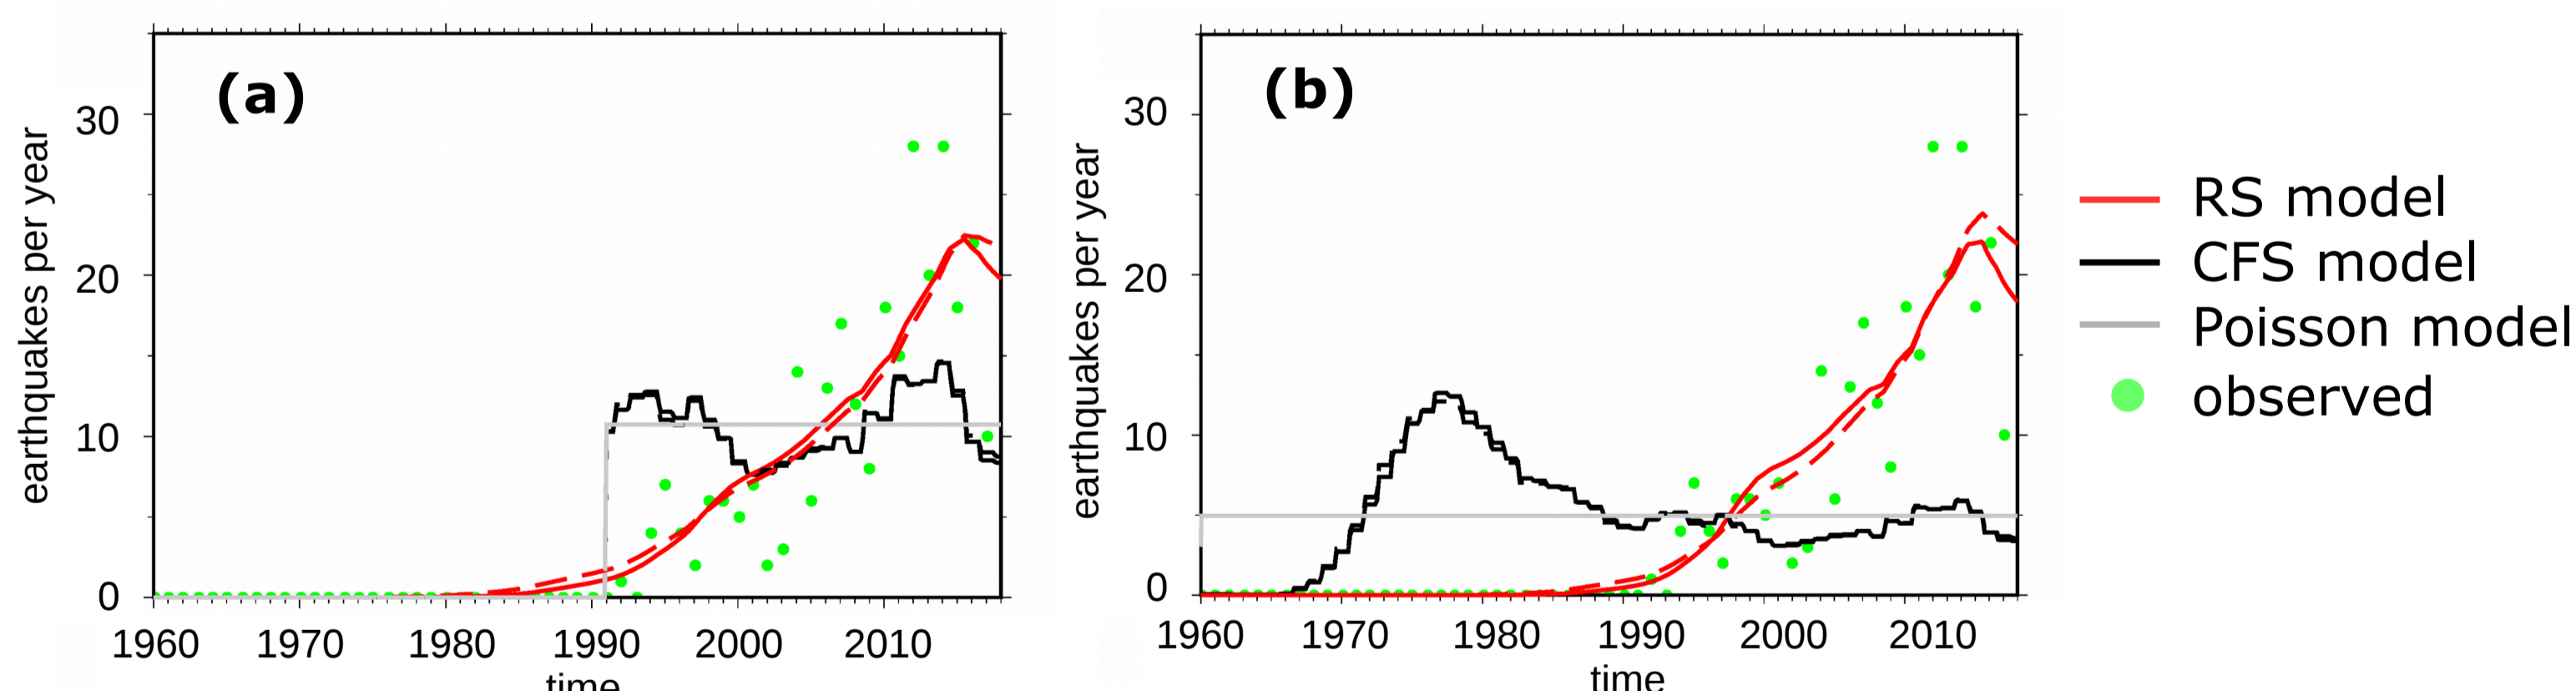 (a)
earthquakes per year
30
20
10
0
1960 1970 1980 1990 2000 2010
time
(b)
earthquakes per year
30
20
10
0
1960 1970 1980 1990 2000 2010
time
RS model
CFS model
Poisson model
observed